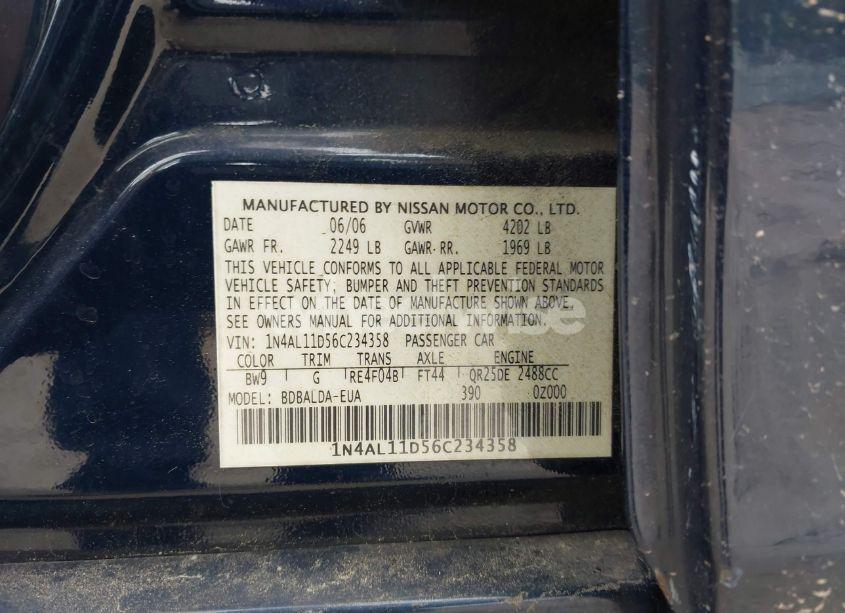 MANUFACTURED BY NISSAN MOTOR CO., LTD.
DATE 06/06 GVWR 4202 LB
GAWR FR. 2249 LB GAWR-RR. 1969 LB
THIS VEHICLE CONFORMS TO ALL APPLICABLE FEDERAL MOTOR
VEHICLE SAFETY, BUMPER AND THEFT PREVENTION STANDARDS
IN EFFECT ON THE DATE OF MANUFACTURE SHOWN ABOVE.
SEE OWNERS MANUAL FOR ADDITIONAL INFORMATION.
VIN: 1N4AL11D56C234358 PASSENGER CAR
COLOR TRIM TRANS AXLE ENGINE
BW9 G RE4F04B FT44 QR25DE 2488CC
MODEL: BDBALDA-EUA 390 0Z000
1N4AL11D56C234358